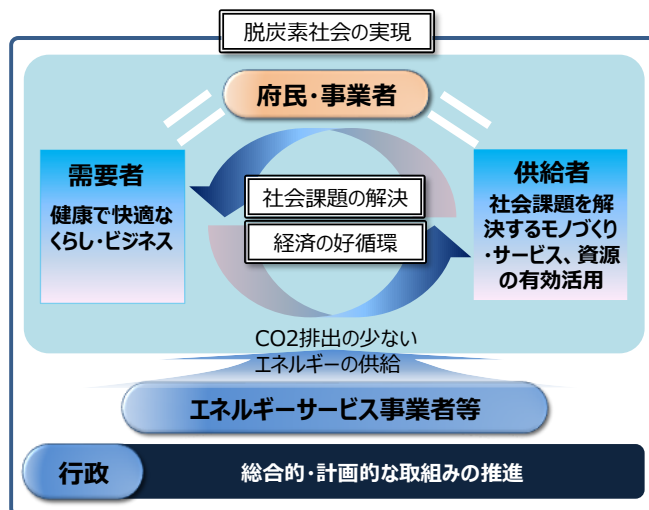 脱炭素社会の実現
府民・事業者
需要者
健康で快適な
くらし・ビジネス
社会課題の解決
経済の好循環
供給者
社会課題を解
決するモノづくり
・サービス、資源
の有効活用
CO2排出の少ない
エネルギーの供給
エネルギーサービス事業者等
行政
総合的・計画的な取組みの推進